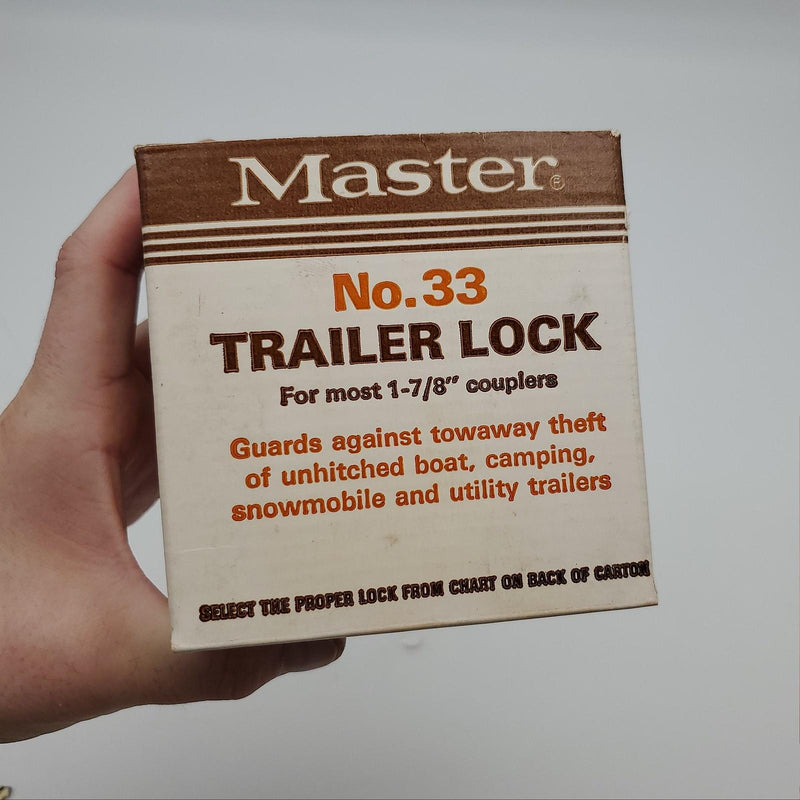 Master®
No.33
TRAILER LOCK
For most 1-7/8" couplers
Guards against towaway theft
of unhitched boat, camping,
snowmobile and utility trailers
SELECT THE PROPER LOCK FROM CHART ON BACK OF CARTON